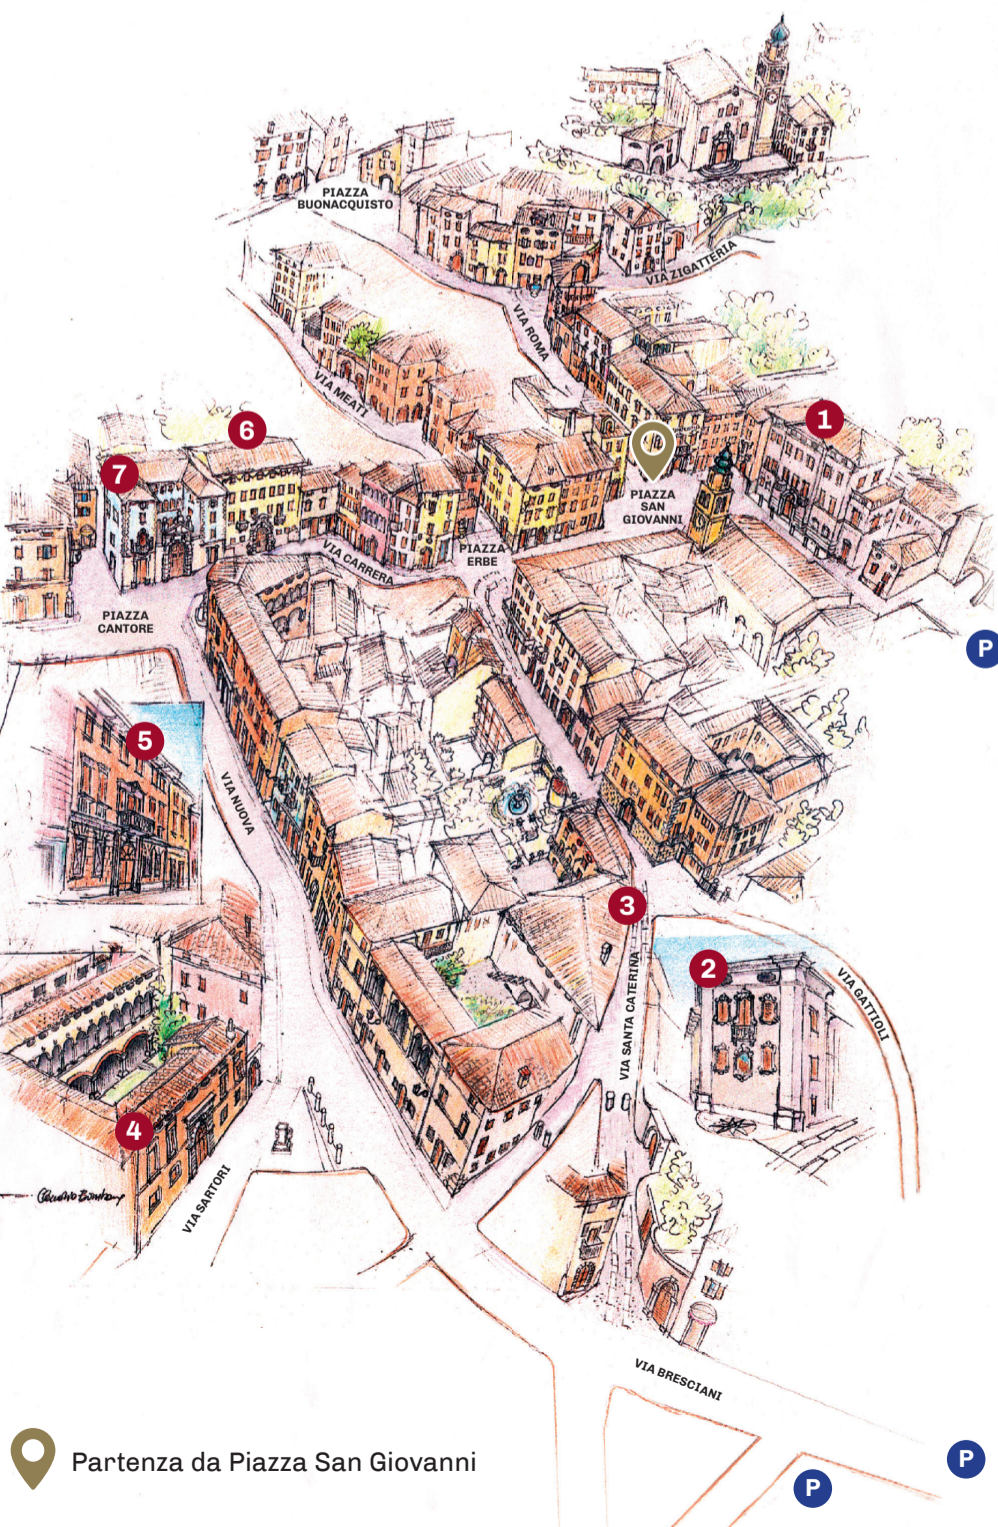 PIAZZA
BUONACQUISTO
VIA ZIGATTERIA
VIA ROMA
VIA MEATI
1
6
7
PIAZZA
SAN
GIOVANNI
VIA CARRERA
PIAZZA
ERBE
PIAZZA
CANTORE
P
5
VIA NUOVA
3
2
VIA SANTA CATERINA
VIA GATTIOLI
4
VIA SARTORI
VIA BRESCIANI
Partenza da Piazza San Giovanni
P
P